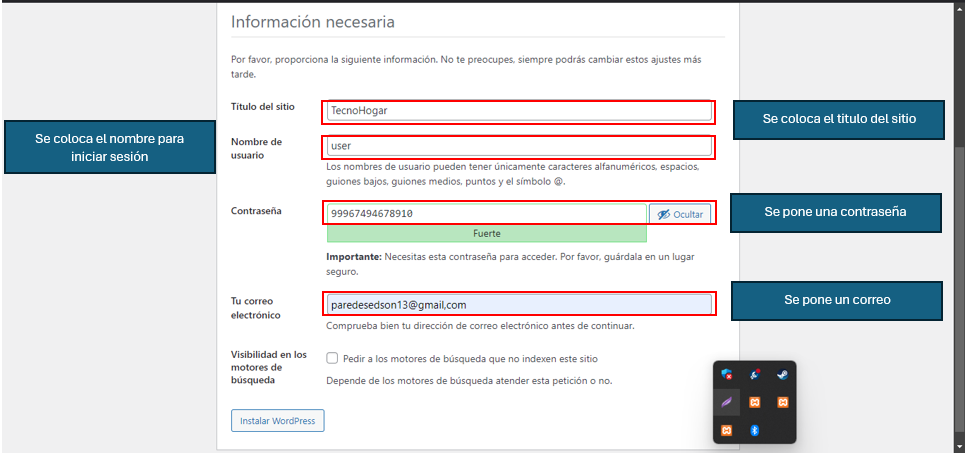 Información necesaria
Por favor, proporciona la siguiente información. No te preocupes, siempre podrás cambiar estos ajustes más
tarde.
Título del sitio
TecnoHogar
Se coloca el titulo del sitio
Se coloca el nombre para
iniciar sesión
Nombre de
usuario
user
Los nombres de usuario pueden tener únicamente caracteres alfanuméricos, espacios,
guiones bajos, guiones medios, puntos y el símbolo @.
Contraseña
99967494678910
Ocultar
Se pone una contraseña
Fuerte
Importante: Necesitas esta contraseña para acceder. Por favor, guárdala en un lugar
seguro.
Tu correo
electrónico
paredesedson13@gmail,com
Se pone un correo
Comprueba bien tu dirección de correo electrónico antes de continuar.
Visibilidad en los
motores de
búsqueda
Pedir a los motores de búsqueda que no indexen este sitio
Depende de los motores de búsqueda atender esta petición o no.
Instalar WordPress